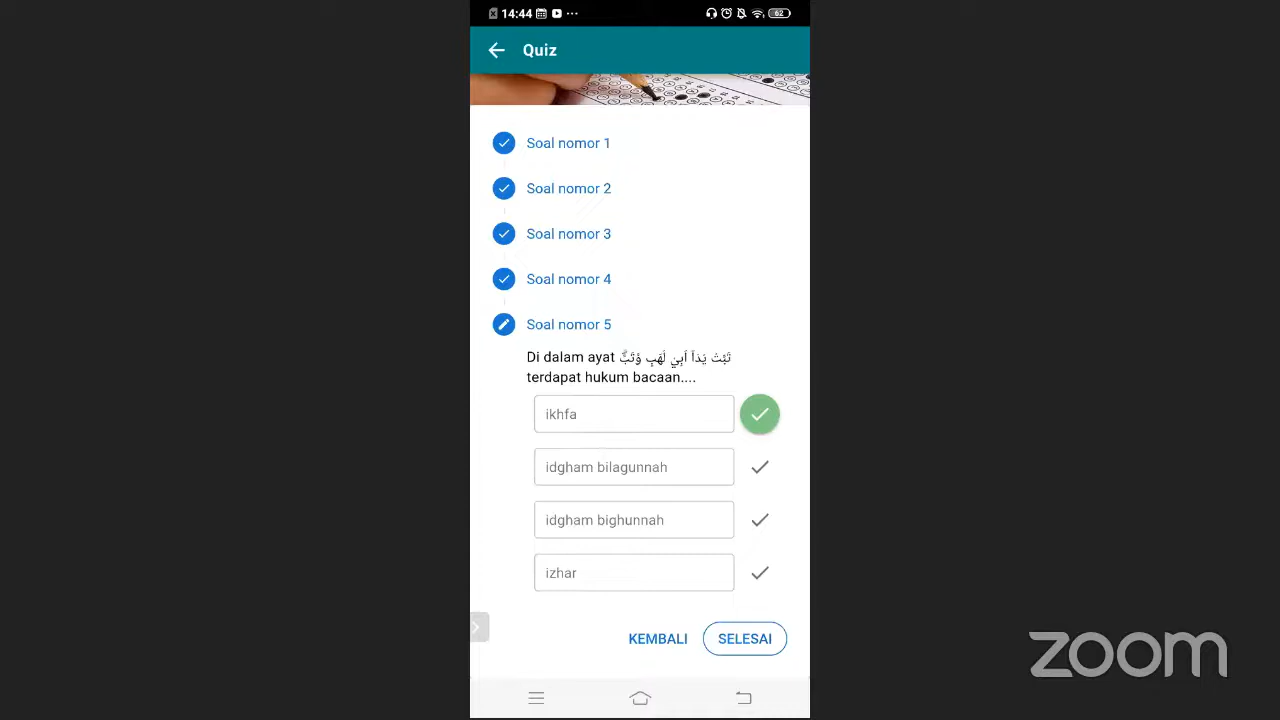 14:44
62
Quiz
Soal nomor 1
Soal nomor 2
Soal nomor 3
Soal nomor 4
Soal nomor 5
Di dalam ayat تَبَّتْ يَدَآ اَبِيْ لَهَبٍ وَّتَبَّۗ
terdapat hukum bacaan....
ikhfa
idgham bilagunnah
idgham bighunnah
izhar
KEMBALI
SELESAI
zoom